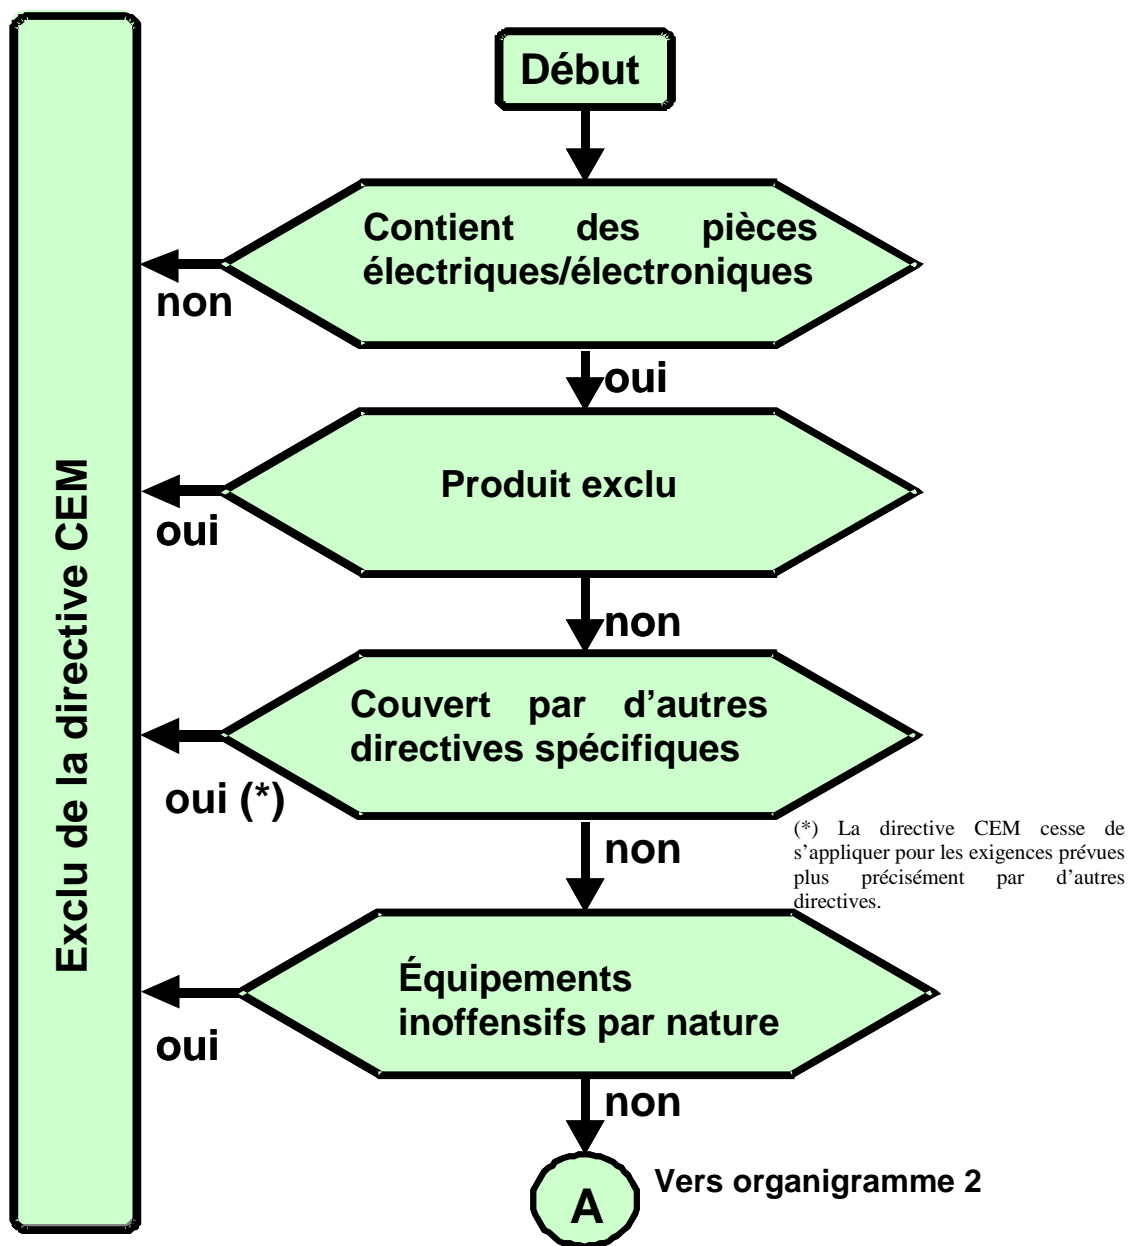 Début
Contient des pièces
électriques/électroniques
non
oui
Produit exclu
oui
non
Couvert par d’autres
directives spécifiques
oui (*)
non
(*) La directive CEM cesse de
s’appliquer pour les exigences prévues
plus précisément par d’autres
directives.
Équipements
inoffensifs par nature
oui
non
A
Vers organigramme 2
Exclu de la directive CEM